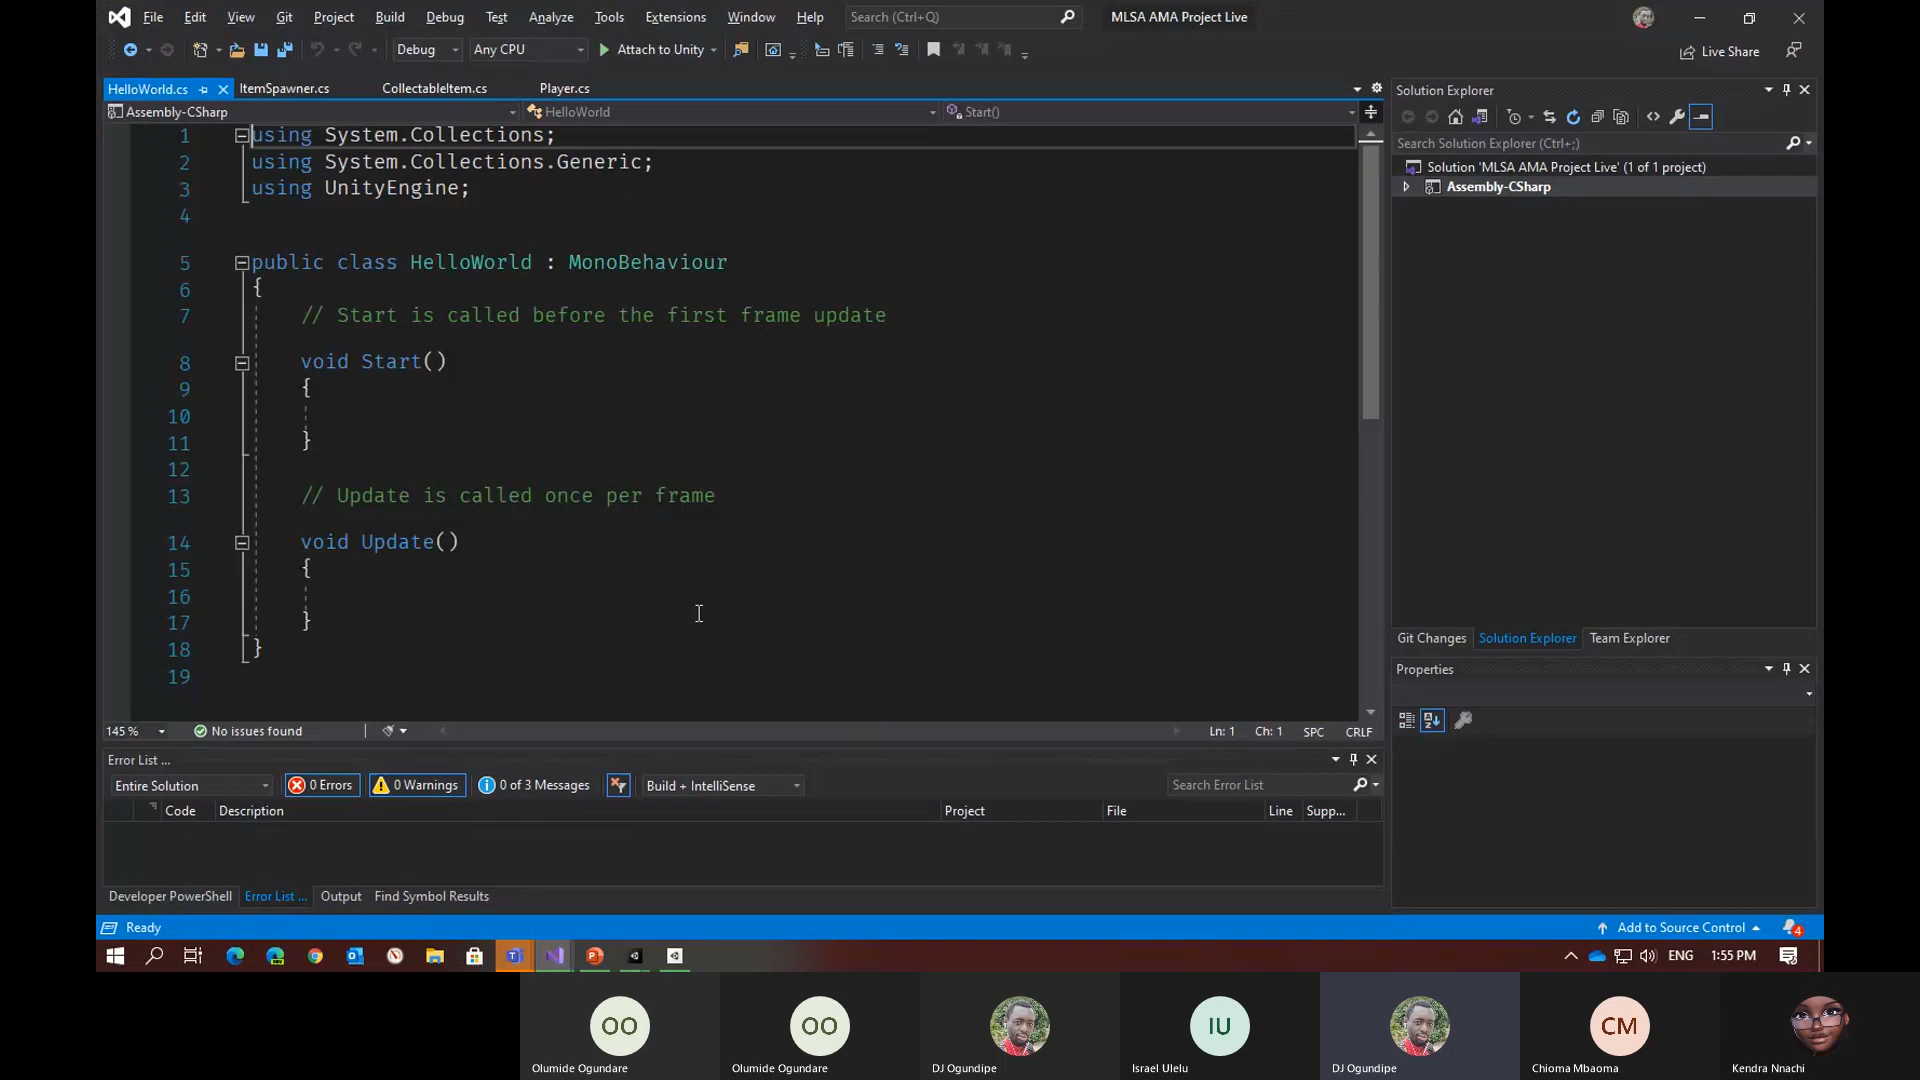 File Edit View Git Project Build Debug Test Analyze Tools Extensions Window Help Search (Ctrl+Q) MLSA AMA Project Live
Debug Any CPU Attach to Unity Live Share
HelloWorld.cs ItemSpawner.cs CollectableItem.cs Player.cs
Assembly-CSharp HelloWorld Start()
1 using System.Collections;
2 using System.Collections.Generic;
3 using UnityEngine;
4
5 public class HelloWorld : MonoBehaviour
6 {
7 // Start is called before the first frame update
8 void Start()
9 {
10
11 }
12
13 // Update is called once per frame
14 void Update()
15 {
16
17 }
18 }
19
145 % No issues found Ln: 1 Ch: 1 SPC CRLF
Solution Explorer
Search Solution Explorer (Ctrl+;)
Solution 'MLSA AMA Project Live' (1 of 1 project)
Assembly-CSharp
Git Changes Solution Explorer Team Explorer
Properties
Error List ...
Entire Solution 0 Errors 0 Warnings 0 of 3 Messages Build + IntelliSense Search Error List
Code Description Project File Line Supp...
Developer PowerShell Error List ... Output Find Symbol Results
Ready Add to Source Control 4
ENG 1:55 PM
OO OO IU CM
Olumide Ogundare Olumide Ogundare DJ Ogundipe Israel Ulelu DJ Ogundipe Chioma Mbaoma Kendra Nnachi